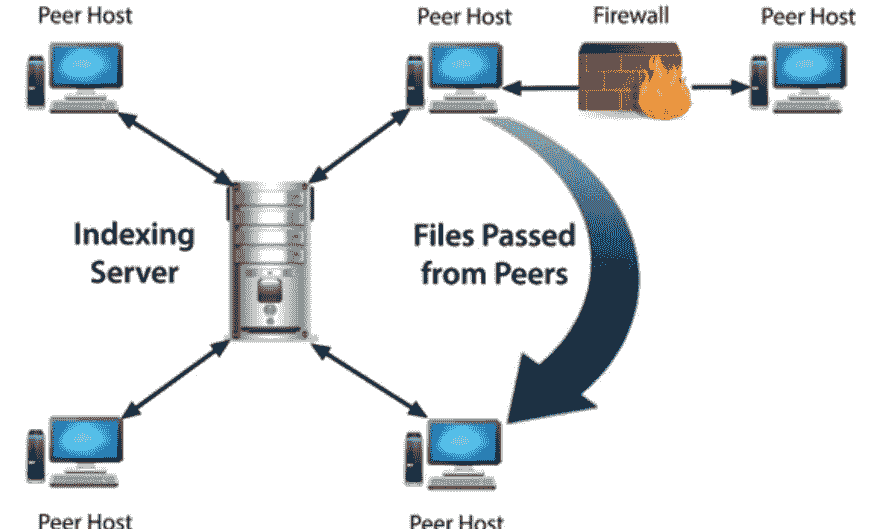 Peer Host
Peer Host
Firewall
Peer Host
Indexing
Server
Files Passed
from Peers
Peer Host
Peer Host